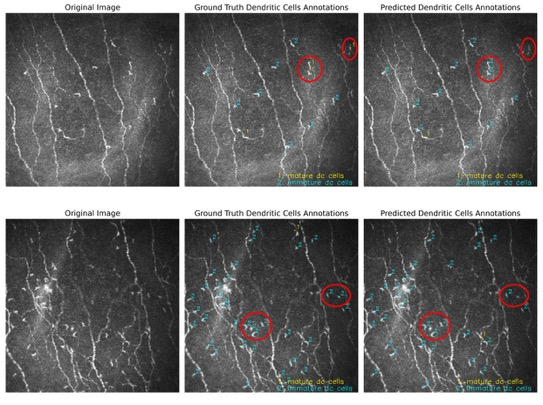 Original Image
Ground Truth Dendritic Cells Annotations
Predicted Dendritic Cells Annotations
1: mature dc cells
2: immature dc cells
1: mature dc cells
2: immature dc cells
Original Image
Ground Truth Dendritic Cells Annotations
Predicted Dendritic Cells Annotations
1: mature dc cells
2: immature dc cells
1: mature dc cells
2: immature dc cells